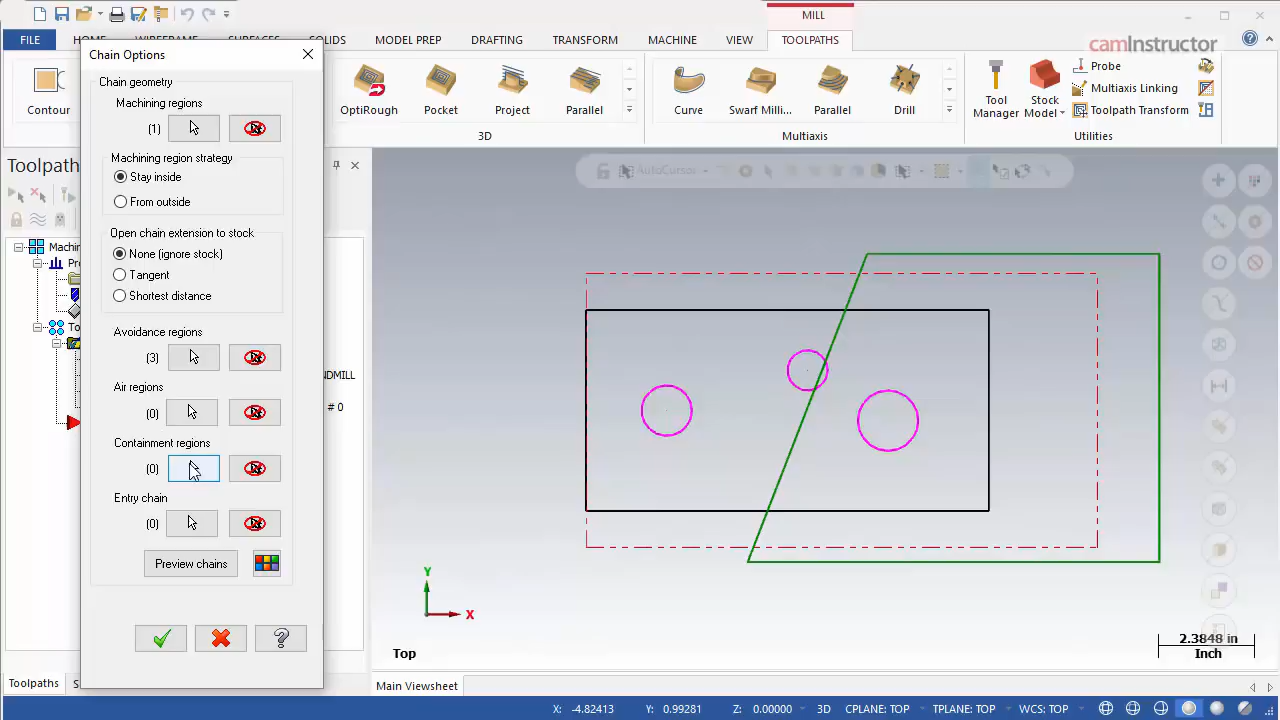 MILL
FILE HOME WIREFRAME SURFACES SOLIDS MODEL PREP DRAFTING TRANSFORM MACHINE VIEW TOOLPATHS
camInstructor
Contour
OptiRough
Pocket
Project
Parallel
3D
Curve
Swarf Milli...
Parallel
Drill
Multiaxis
Tool
Manager
Stock
Model
Probe
Multiaxis Linking
Toolpath Transform
Utilities
Chain Options
Chain geometry
Machining regions
(1)
Machining region strategy
Stay inside
From outside
Open chain extension to stock
None (ignore stock)
Tangent
Shortest distance
Avoidance regions
(3)
Air regions
(0)
Containment regions
(0)
Entry chain
(0)
Preview chains
Toolpaths
Machin
NDMILL
# 0
AutoCursor
Y
X
Top
2.3848 in
Inch
Toolpaths
Main Viewsheet
X: -4.82413 Y: 0.99281 Z: 0.00000 3D CPLANE: TOP TPLANE: TOP WCS: TOP